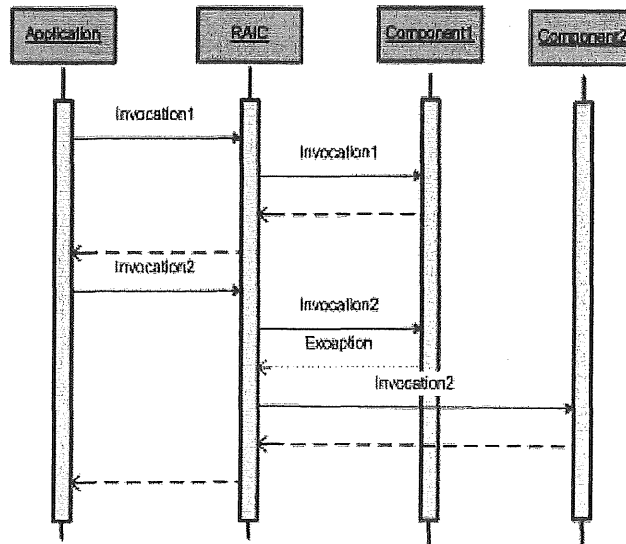 Application
RAIC
Component1
Component2
Invocation1
Invocation1
Invocation2
Invocation2
Exception
Invocation2